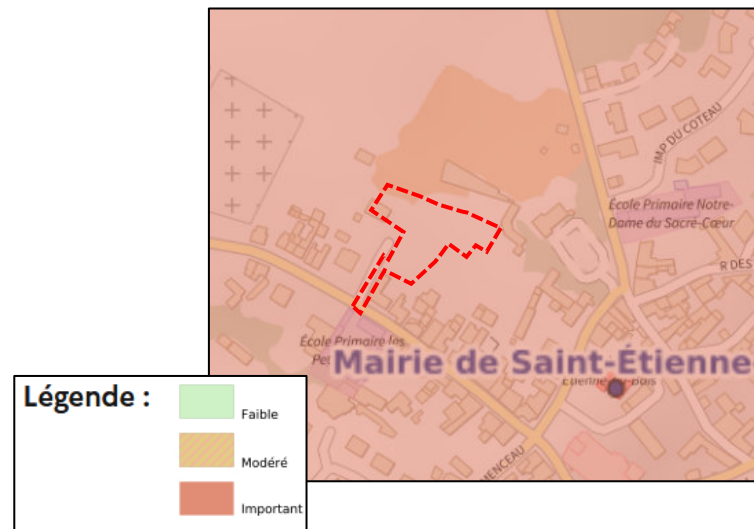 IMP DU COTEAU
École Primaire Notre-
Dame du Sacré-Cœur
R DES
École Primaire les
Pet
Mairie de Saint-Étienne-
MENCEAU
Légende :
Faible
Modéré
Important